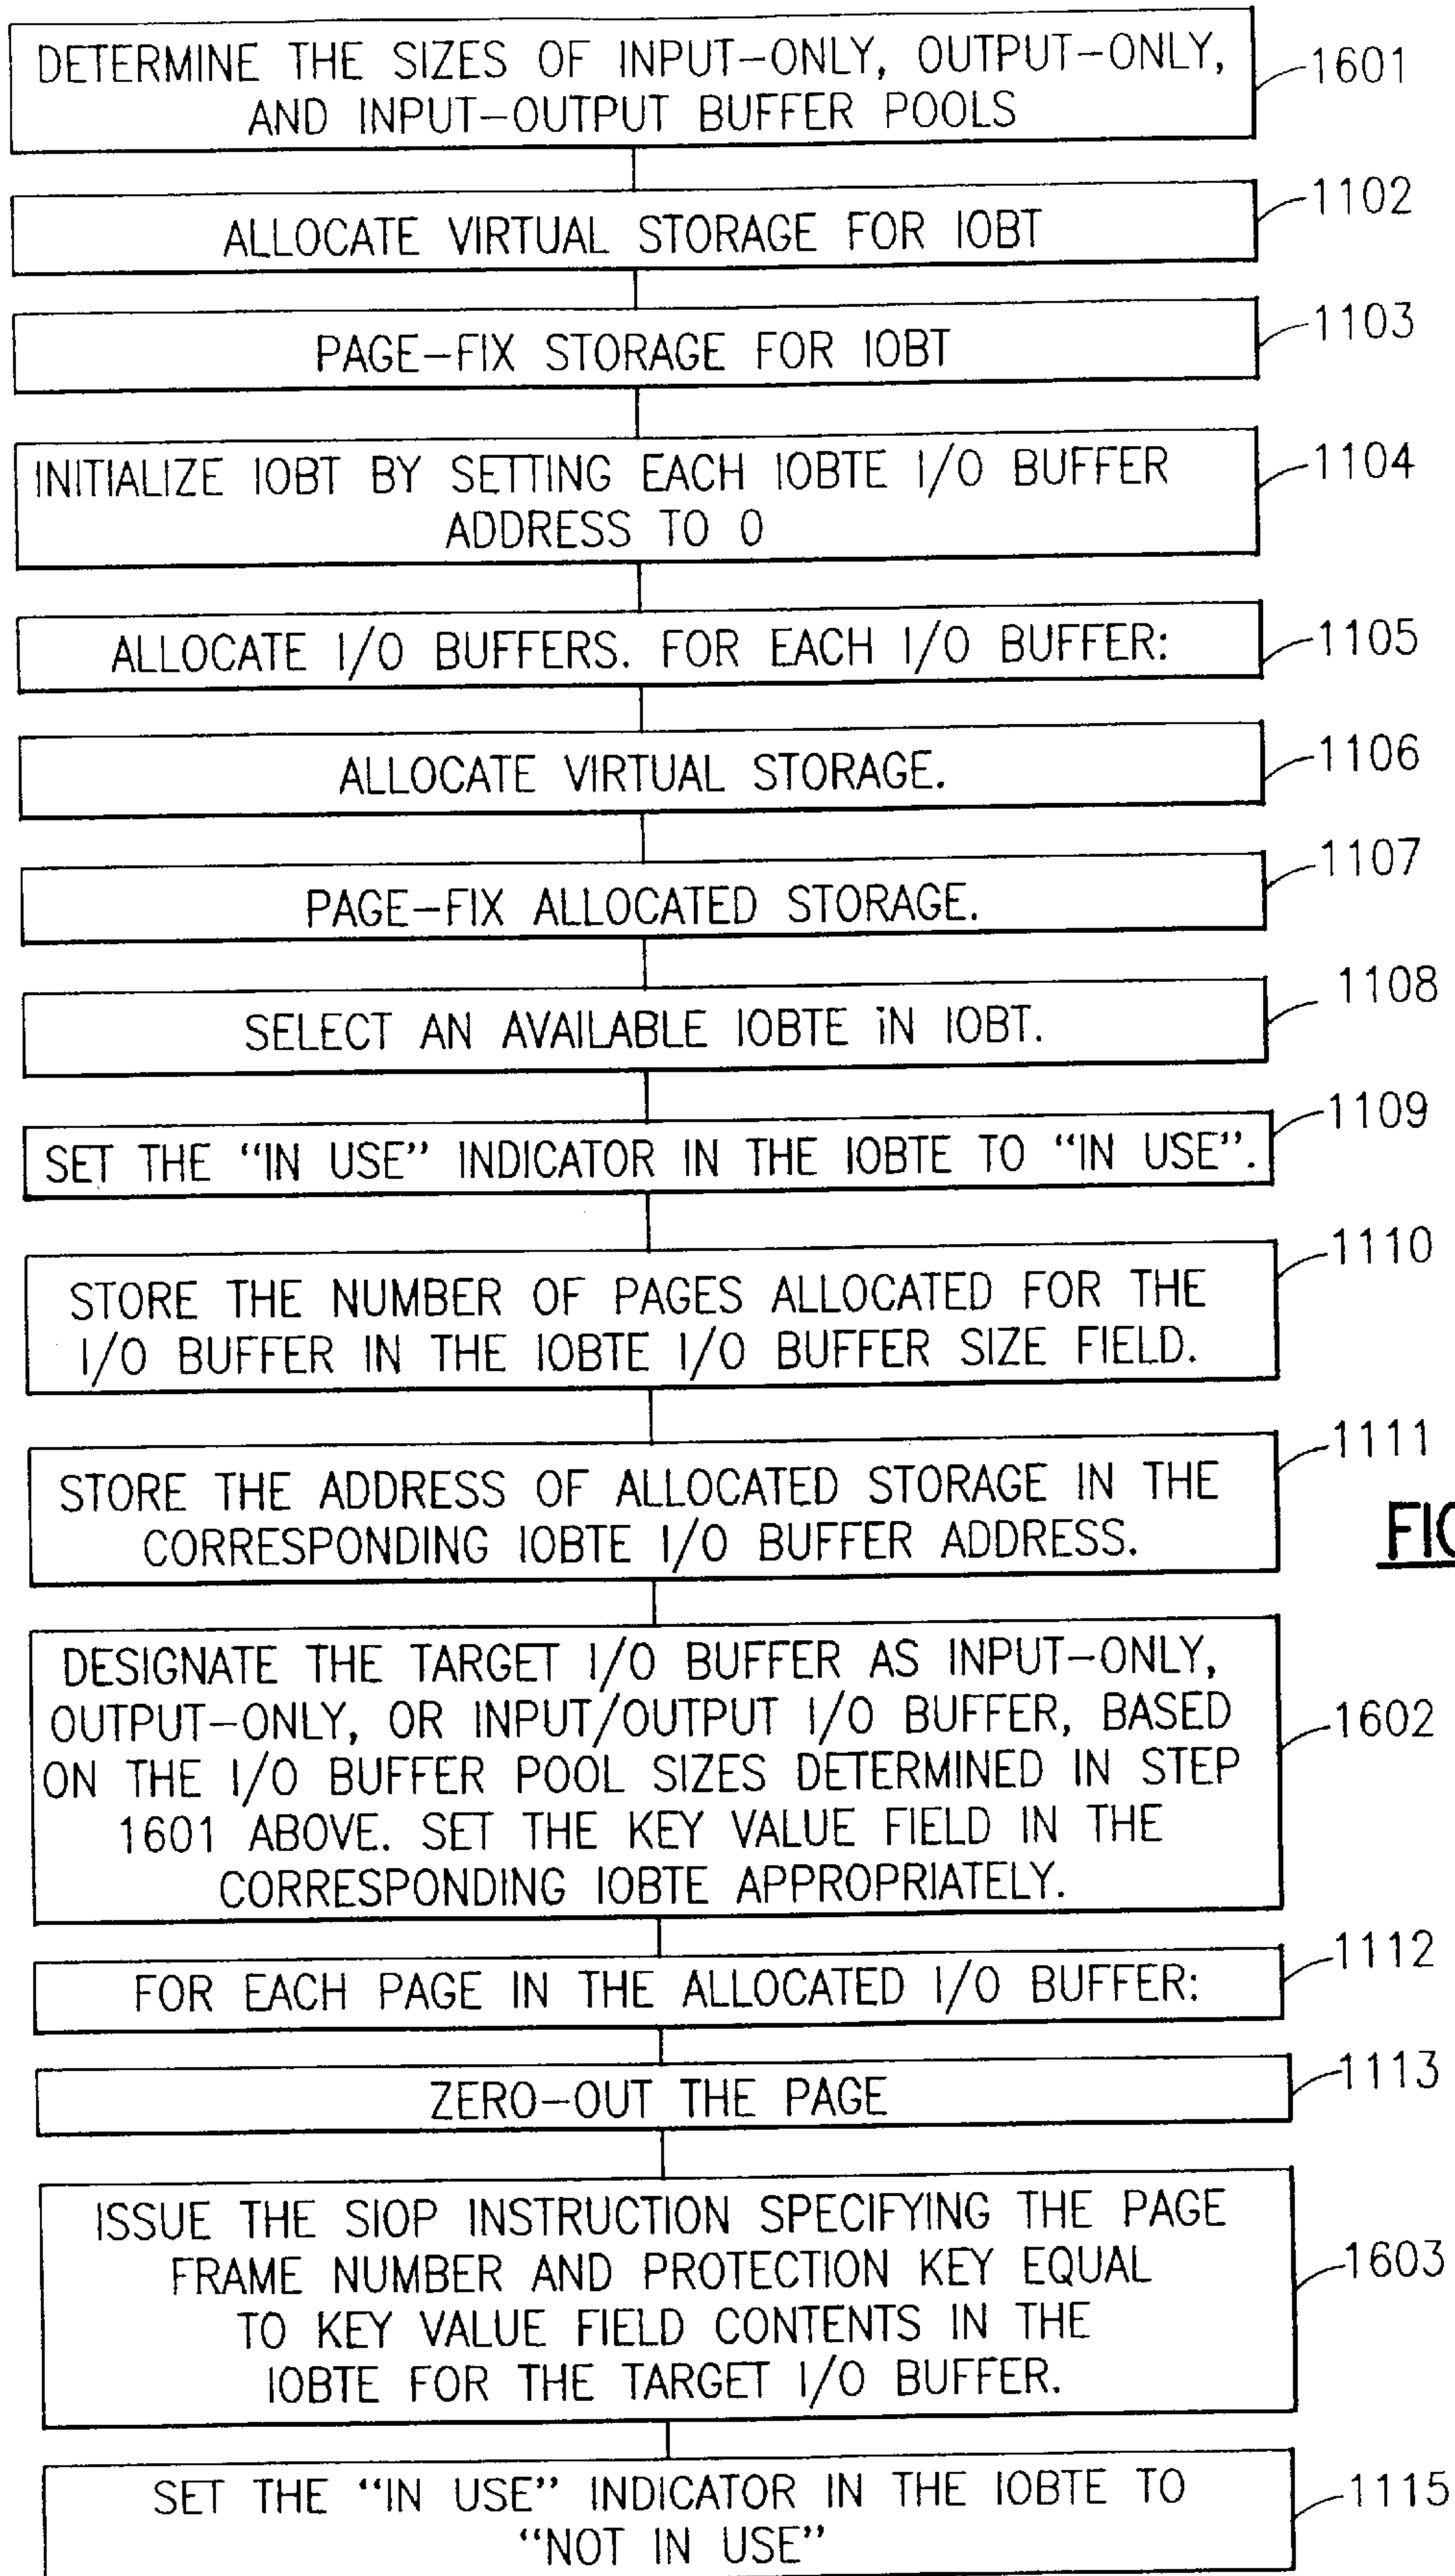 DETERMINE THE SIZES OF INPUT-ONLY, OUTPUT-ONLY,
AND INPUT-OUTPUT BUFFER POOLS
1601
ALLOCATE VIRTUAL STORAGE FOR IOBT
1102
PAGE-FIX STORAGE FOR IOBT
1103
INITIALIZE IOBT BY SETTING EACH IOBTE I/O BUFFER
ADDRESS TO 0
1104
ALLOCATE I/O BUFFERS. FOR EACH I/O BUFFER:
1105
ALLOCATE VIRTUAL STORAGE.
1106
PAGE-FIX ALLOCATED STORAGE.
1107
SELECT AN AVAILABLE IOBTE IN IOBT.
1108
SET THE "IN USE" INDICATOR IN THE IOBTE TO "IN USE".
1109
STORE THE NUMBER OF PAGES ALLOCATED FOR THE
I/O BUFFER IN THE IOBTE I/O BUFFER SIZE FIELD.
1110
STORE THE ADDRESS OF ALLOCATED STORAGE IN THE
CORRESPONDING IOBTE I/O BUFFER ADDRESS.
1111
DESIGNATE THE TARGET I/O BUFFER AS INPUT-ONLY,
OUTPUT-ONLY, OR INPUT/OUTPUT I/O BUFFER, BASED
ON THE I/O BUFFER POOL SIZES DETERMINED IN STEP
1601 ABOVE. SET THE KEY VALUE FIELD IN THE
CORRESPONDING IOBTE APPROPRIATELY.
1602
FOR EACH PAGE IN THE ALLOCATED I/O BUFFER:
1112
ZERO-OUT THE PAGE
1113
ISSUE THE SIOP INSTRUCTION SPECIFYING THE PAGE
FRAME NUMBER AND PROTECTION KEY EQUAL
TO KEY VALUE FIELD CONTENTS IN THE
IOBTE FOR THE TARGET I/O BUFFER.
1603
SET THE "IN USE" INDICATOR IN THE IOBTE TO
"NOT IN USE"
1115